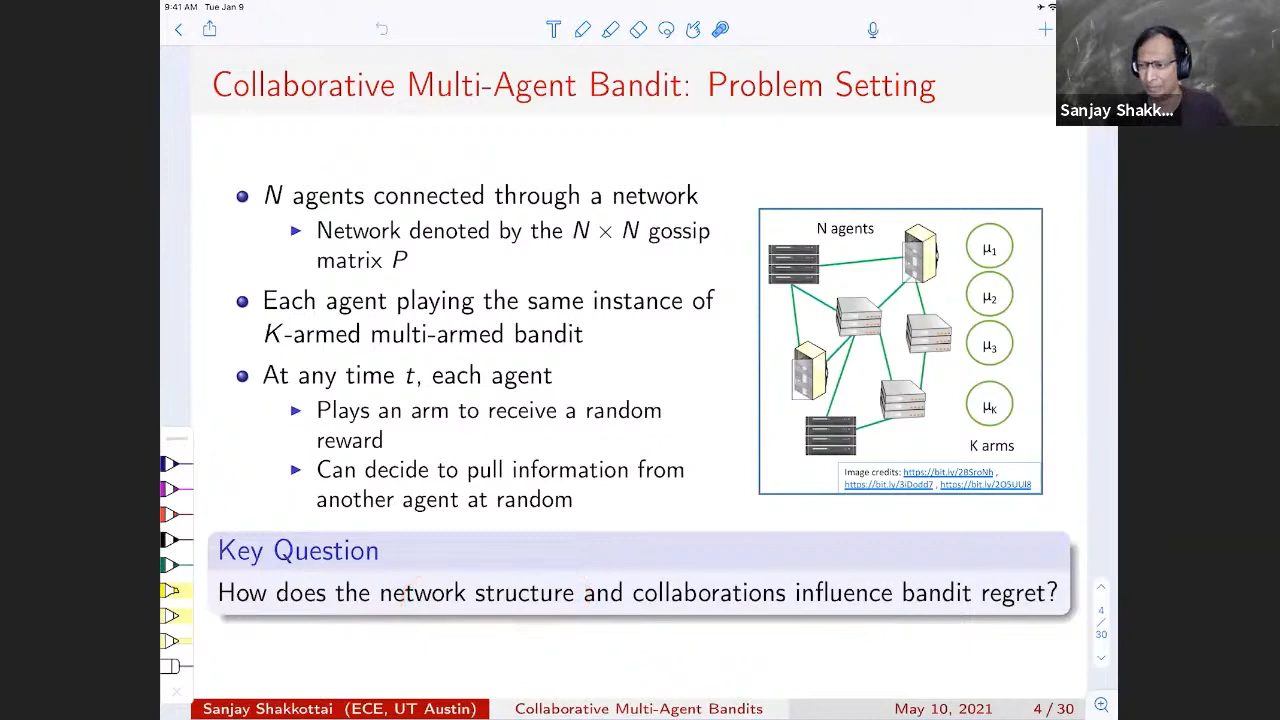 9:41 AM Tue Jan 9
Sanjay Shakk...
Collaborative Multi-Agent Bandit: Problem Setting
N agents connected through a network
Network denoted by the N × N gossip
matrix P
Each agent playing the same instance of
K-armed multi-armed bandit
At any time t, each agent
Plays an arm to receive a random
reward
Can decide to pull information from
another agent at random
N agents
μ1
μ2
μ3
μK
K arms
Image credits: https://bit.ly/2BSroNh ,
https://bit.ly/3iDodd7 , https://bit.ly/2O5UUl8
Key Question
How does the network structure and collaborations influence bandit regret?
4
/
30
Sanjay Shakkottai (ECE, UT Austin) Collaborative Multi-Agent Bandits May 10, 2021 4 / 30